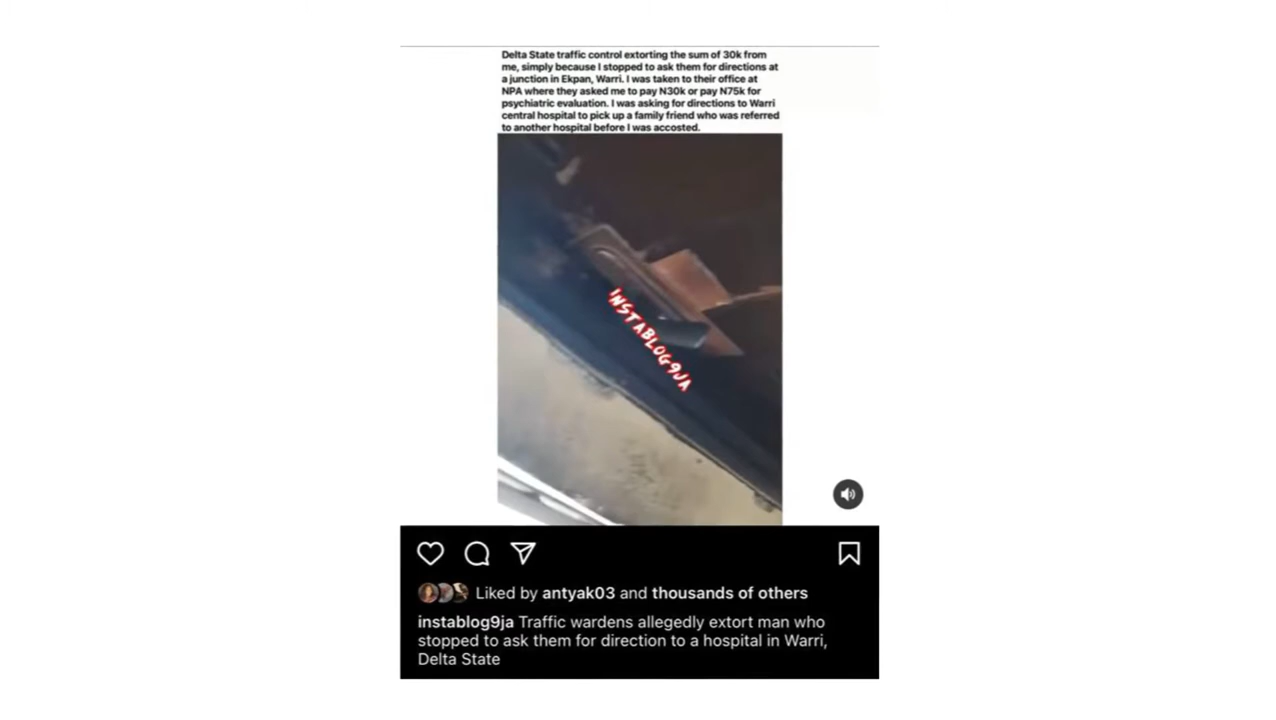 Delta State traffic control extorting the sum of 30k from
me, simply because I stopped to ask them for directions at
a junction in Ekpan, Warri. I was taken to their office at
NPA where they asked me to pay N30k or pay N75k for
psychiatric evaluation. I was asking for directions to Warri
central hospital to pick up a family friend who was referred
to another hospital before I was accosted.
INSTABLOG9JA
Liked by antyak03 and thousands of others
instablog9ja Traffic wardens allegedly extort man who
stopped to ask them for direction to a hospital in Warri,
Delta State